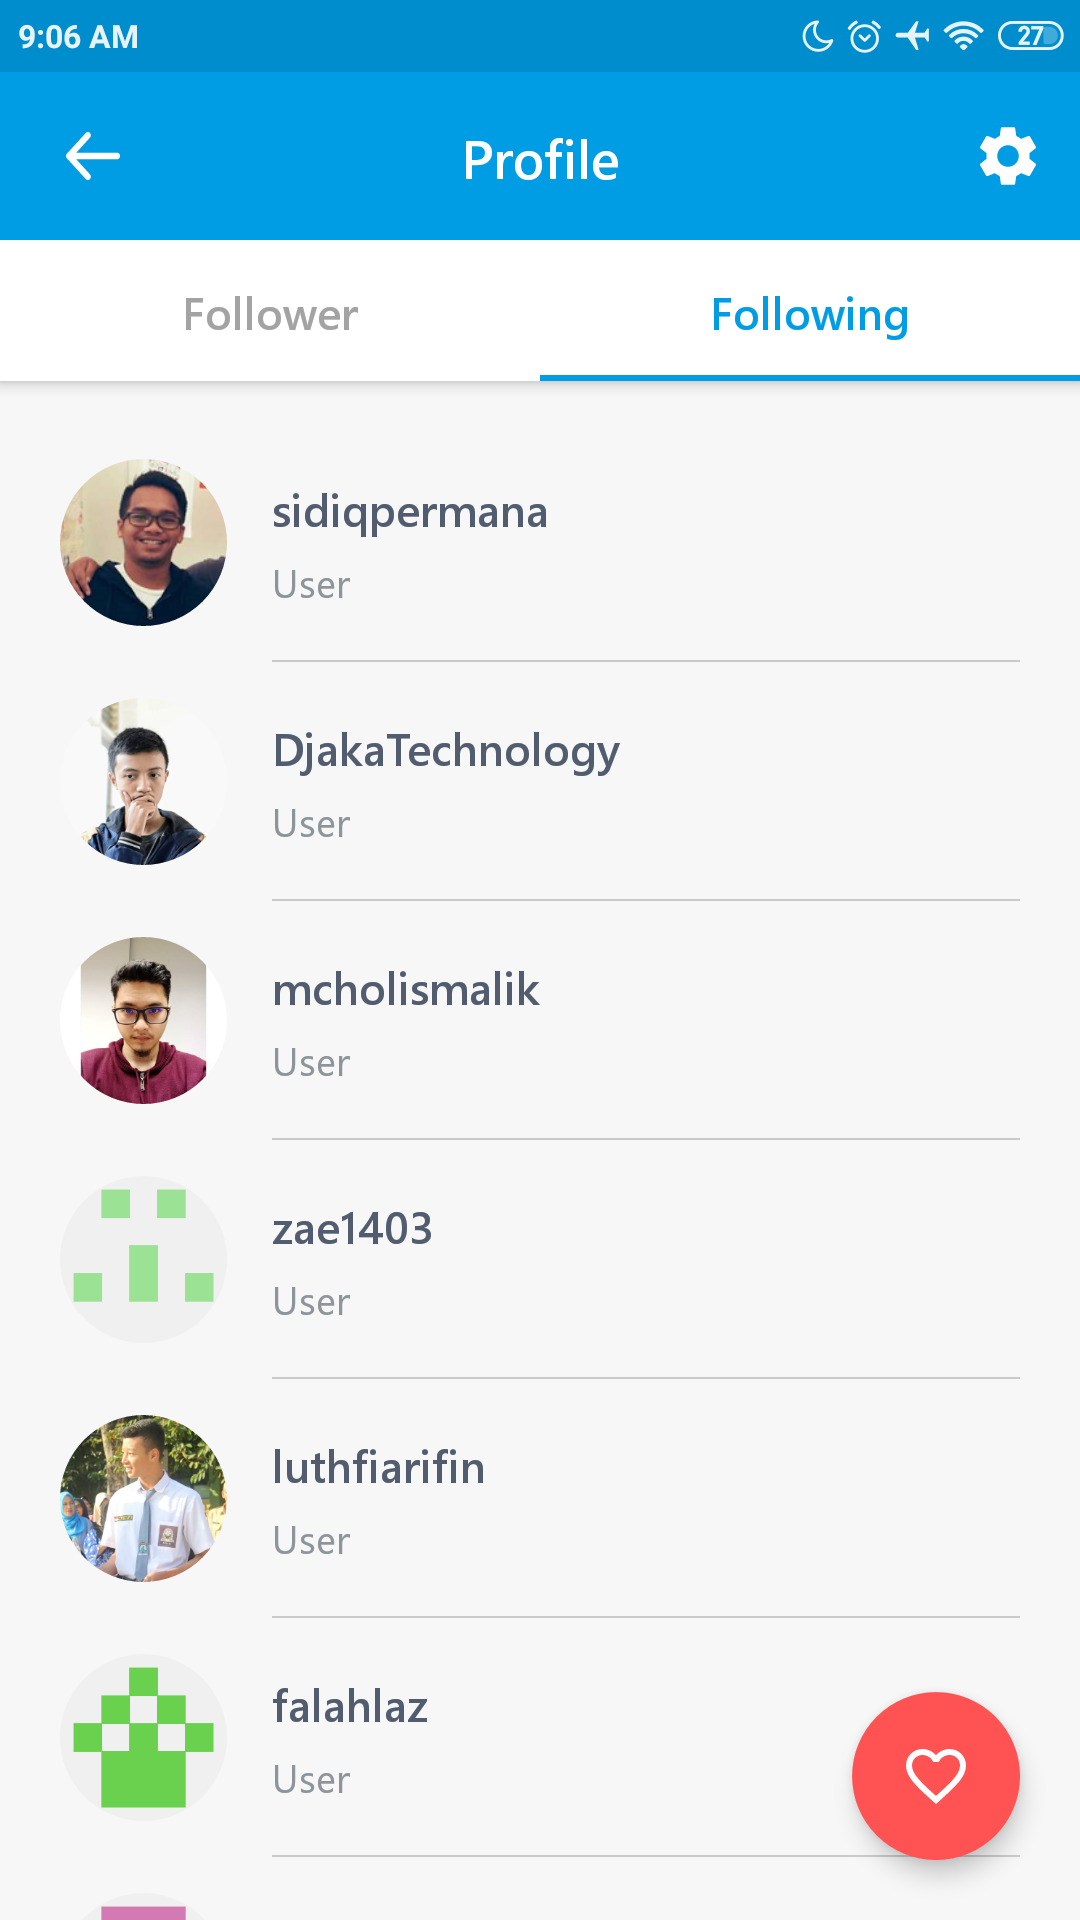 9:06 AM 27
Profile
Follower Following
sidiqpermana
User
DjakaTechnology
User
mcholismalik
User
zae1403
User
luthfiarifin
User
falahlaz
User